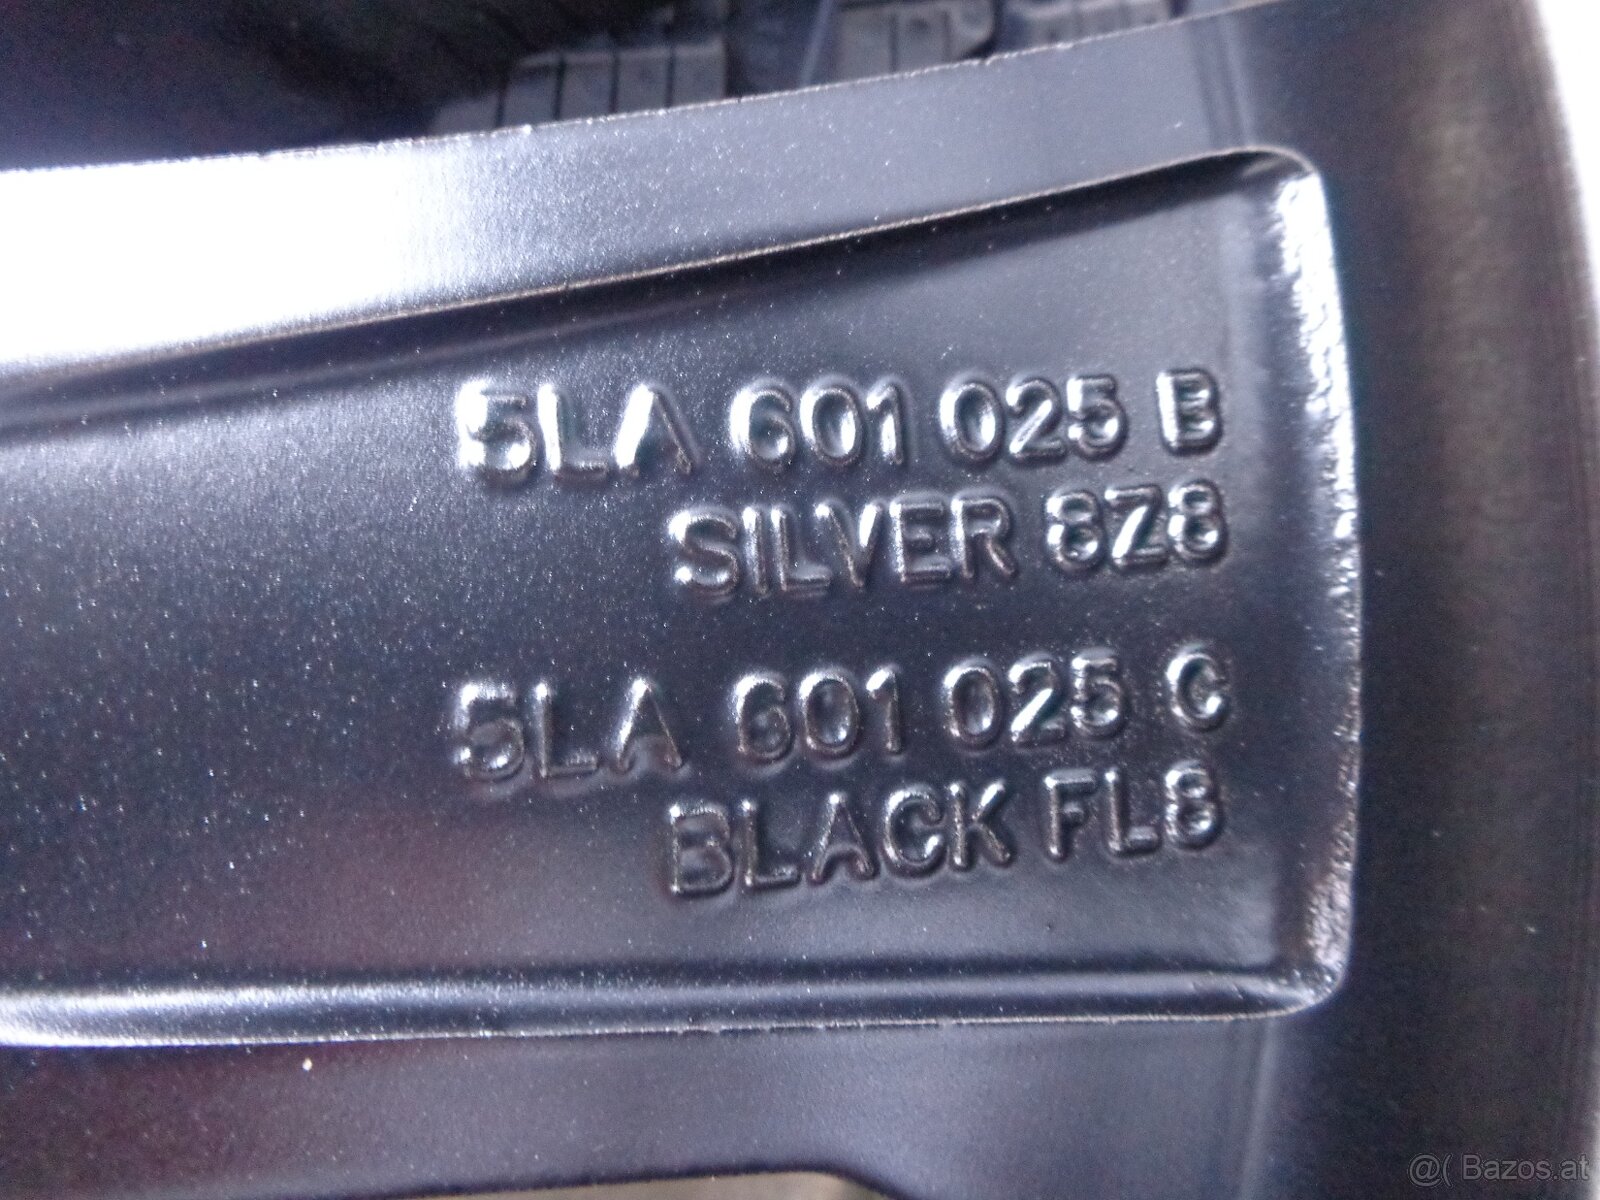 5LA 601 025 B
SILVER 8Z8
5LA 601 025 C
BLACK FL8
@( Bazos.at